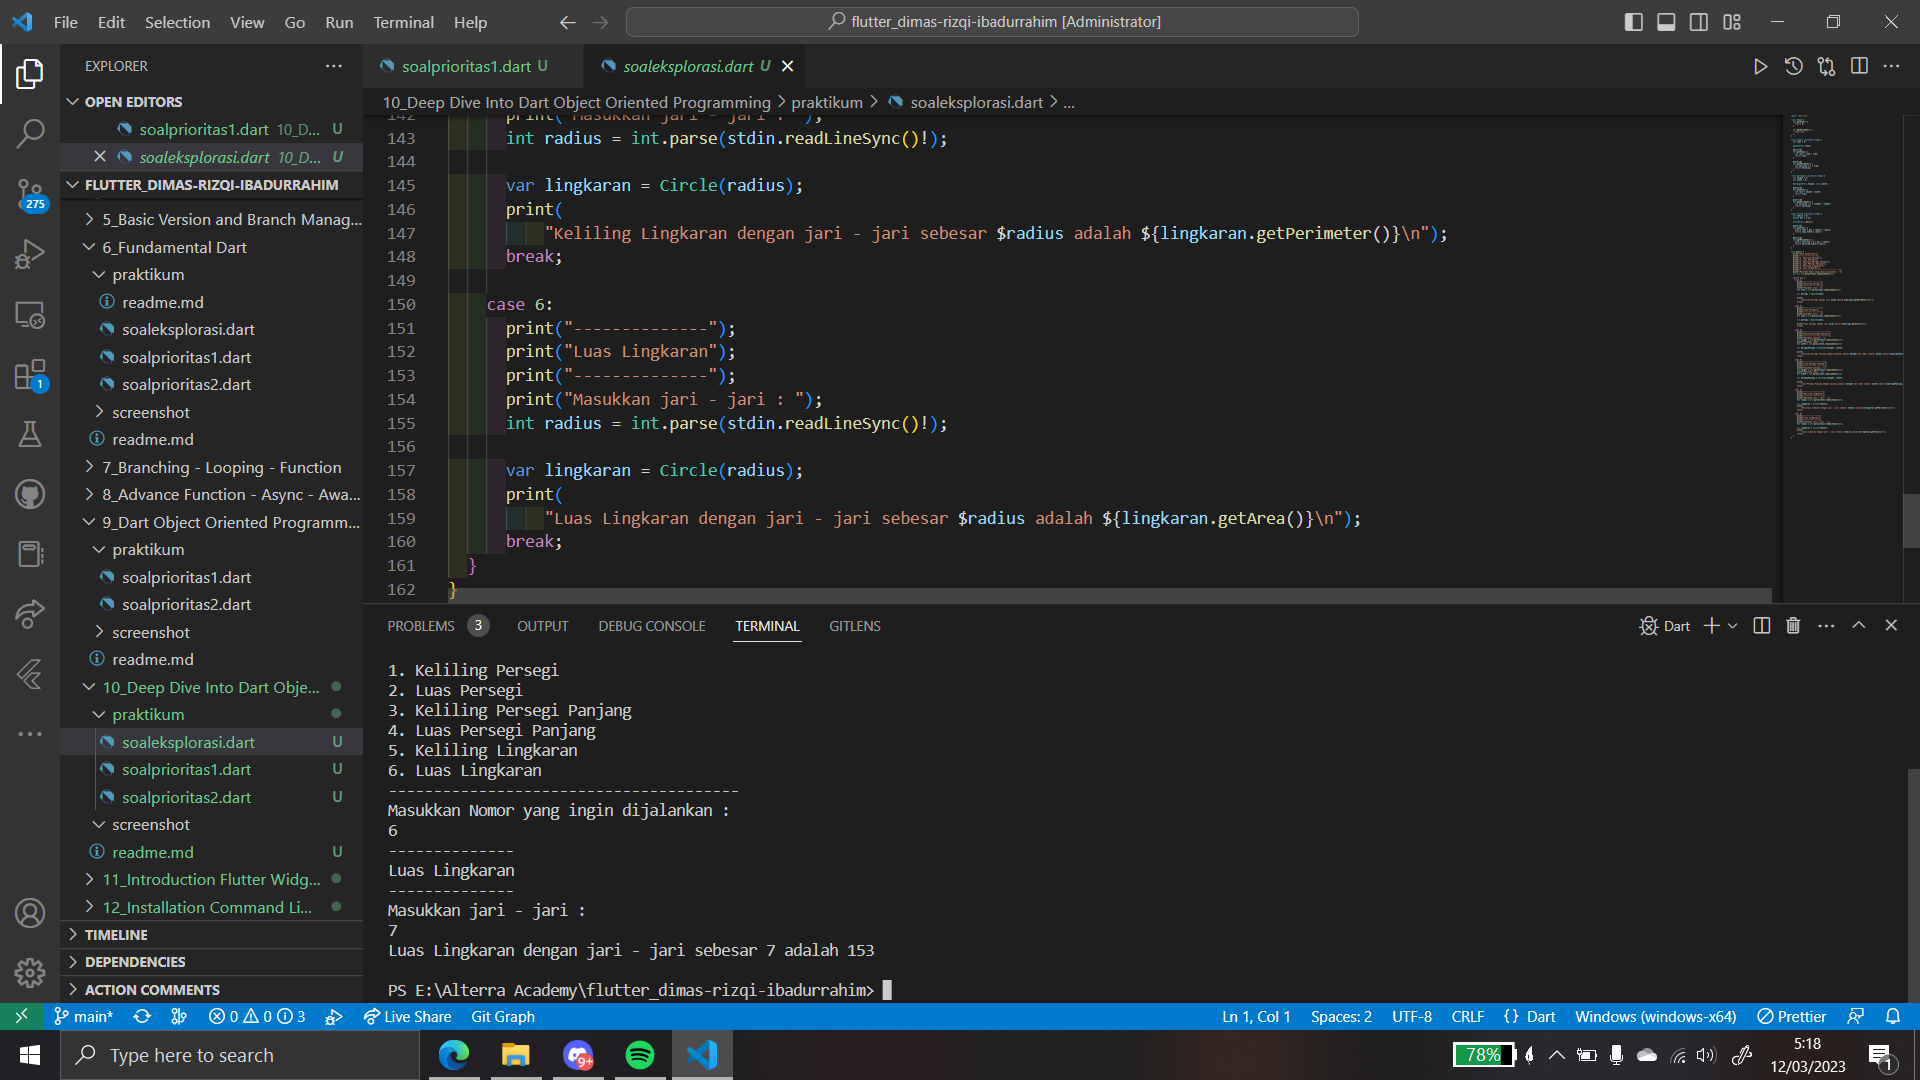 File Edit Selection View Go Run Terminal Help
flutter_dimas-rizqi-ibadurrahim [Administrator]
EXPLORER
OPEN EDITORS
soalprioritas1.dart 10_D... U
soaleksplorasi.dart 10_D... U
FLUTTER_DIMAS-RIZQI-IBADURRAHIM
5_Basic Version and Branch Manag...
6_Fundamental Dart
praktikum
readme.md
soaleksplorasi.dart
soalprioritas1.dart
soalprioritas2.dart
screenshot
readme.md
7_Branching - Looping - Function
8_Advance Function - Async - Awa...
9_Dart Object Oriented Programm...
praktikum
soalprioritas1.dart
soalprioritas2.dart
screenshot
readme.md
10_Deep Dive Into Dart Obje...
praktikum
soaleksplorasi.dart U
soalprioritas1.dart U
soalprioritas2.dart U
screenshot
readme.md U
11_Introduction Flutter Widg...
12_Installation Command Li...
TIMELINE
DEPENDENCIES
ACTION COMMENTS
275
1
soalprioritas1.dart U
soaleksplorasi.dart U
10_Deep Dive Into Dart Object Oriented Programming > praktikum > soaleksplorasi.dart > ...
142 print("Masukkan jari - jari : ");
143 int radius = int.parse(stdin.readLineSync()!);
144
145 var lingkaran = Circle(radius);
146 print(
147 "Keliling Lingkaran dengan jari - jari sebesar $radius adalah ${lingkaran.getPerimeter()}\n");
148 break;
149
150 case 6:
151 print("--------------");
152 print("Luas Lingkaran");
153 print("--------------");
154 print("Masukkan jari - jari : ");
155 int radius = int.parse(stdin.readLineSync()!);
156
157 var lingkaran = Circle(radius);
158 print(
159 "Luas Lingkaran dengan jari - jari sebesar $radius adalah ${lingkaran.getArea()}\n");
160 break;
161 }
162 }
PROBLEMS 3 OUTPUT DEBUG CONSOLE TERMINAL GITLENS
Dart
1. Keliling Persegi
2. Luas Persegi
3. Keliling Persegi Panjang
4. Luas Persegi Panjang
5. Keliling Lingkaran
6. Luas Lingkaran
---------------------------------------
Masukkan Nomor yang ingin dijalankan :
6
--------------
Luas Lingkaran
--------------
Masukkan jari - jari :
7
Luas Lingkaran dengan jari - jari sebesar 7 adalah 153
PS E:\Alterra Academy\flutter_dimas-rizqi-ibadurrahim>
main* 0 0 3 Live Share Git Graph
Ln 1, Col 1 Spaces: 2 UTF-8 CRLF {} Dart Windows (windows-x64) Prettier
Type here to search
9+
78%
5:18
12/03/2023
1